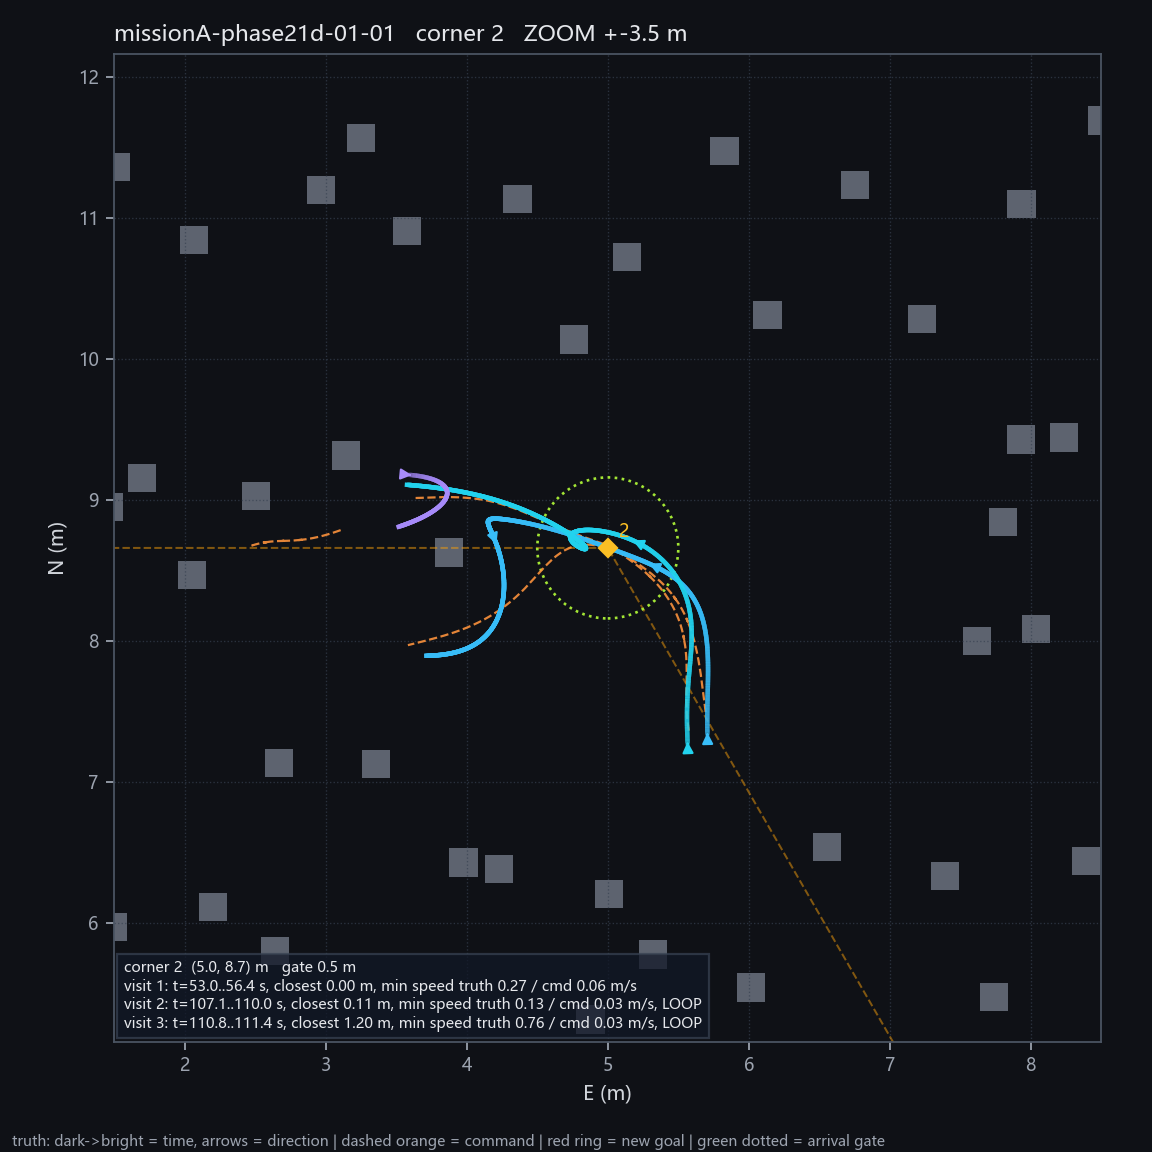 missionA-phase21d-01-01   corner 2   ZOOM +-3.5 m
12
11
10
9
8
7
6
N (m)
2
corner 2  (5.0, 8.7) m   gate 0.5 m
visit 1: t=53.0..56.4 s, closest 0.00 m, min speed truth 0.27 / cmd 0.06 m/s
visit 2: t=107.1..110.0 s, closest 0.11 m, min speed truth 0.13 / cmd 0.03 m/s, LOOP
visit 3: t=110.8..111.4 s, closest 1.20 m, min speed truth 0.76 / cmd 0.03 m/s, LOOP
2 3 4 5 6 7 8
E (m)
truth: dark->bright = time, arrows = direction | dashed orange = command | red ring = new goal | green dotted = arrival gate